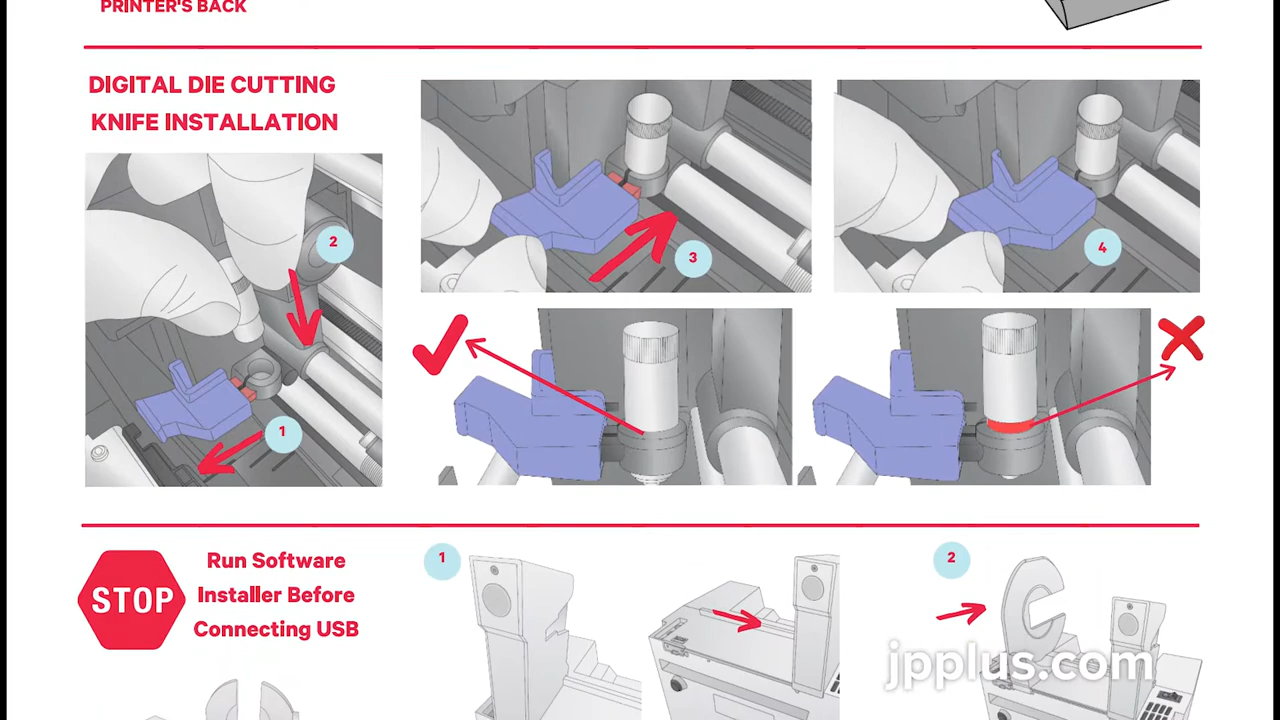 PRINTER'S BACK
DIGITAL DIE CUTTING
KNIFE INSTALLATION
2
1
3
4
STOP
Run Software
Installer Before
Connecting USB
1
2
jpplus.com